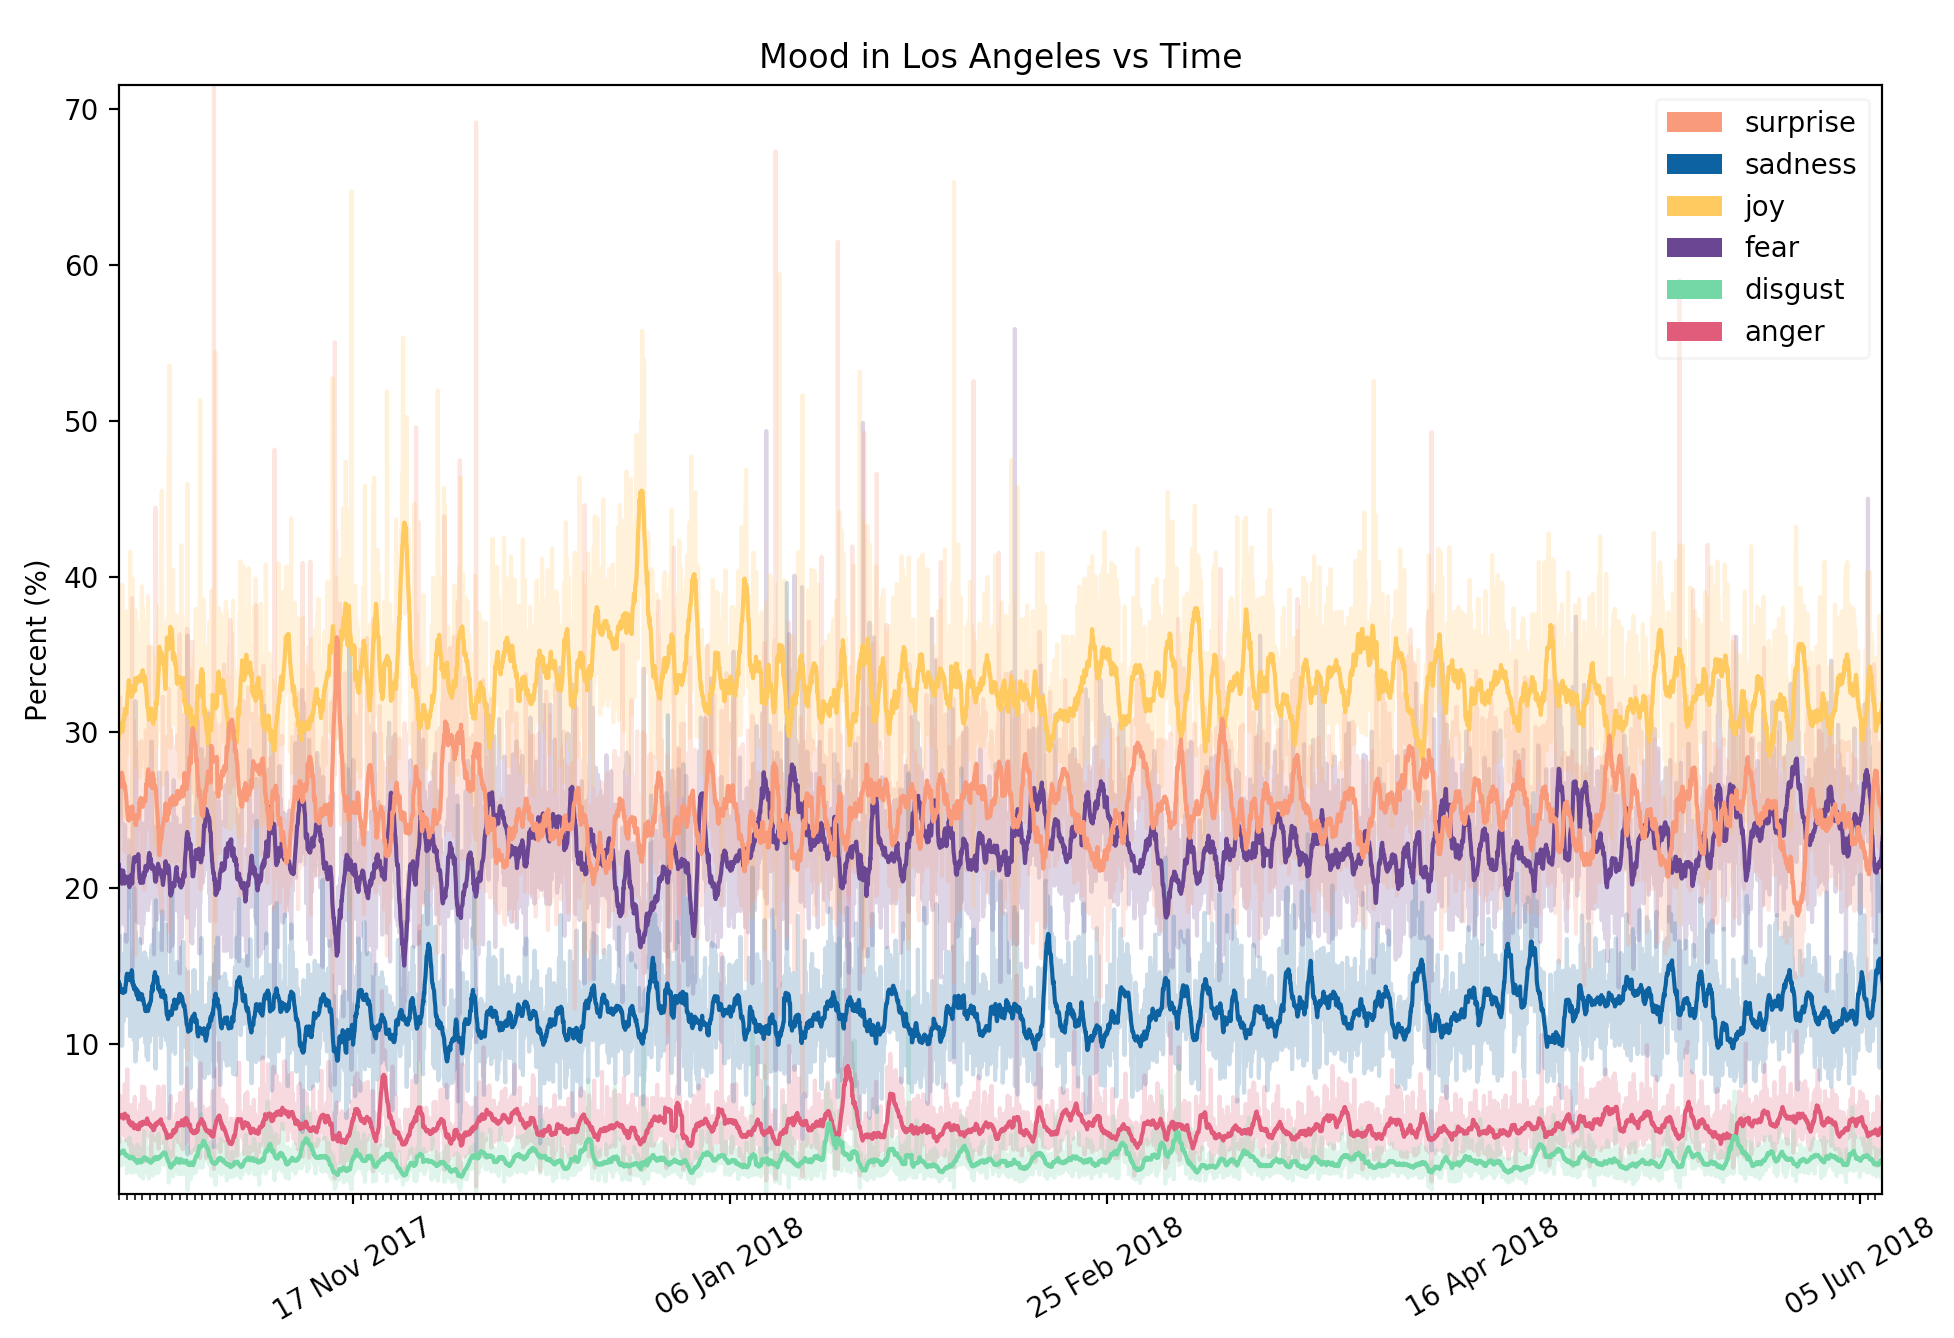 Mood in Los Angeles vs Time
Percent (%)
70
60
50
40
30
20
10
surprise
sadness
joy
fear
disgust
anger
17 Nov 2017
06 Jan 2018
25 Feb 2018
16 Apr 2018
05 Jun 2018